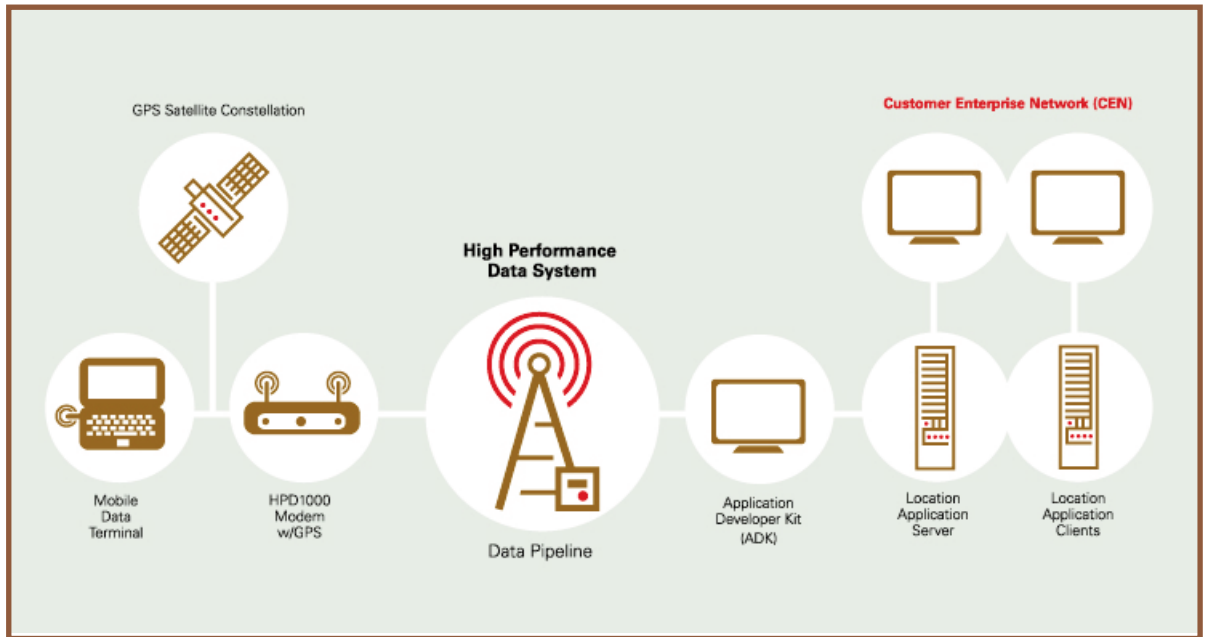 GPS Satellite Constellation
Customer Enterprise Network (CEN)
High Performance
Data System
Mobile
Data
Terminal
HPD1000
Modem
w/GPS
Data Pipeline
Application
Developer Kit
(ADK)
Location
Application
Server
Location
Application
Clients